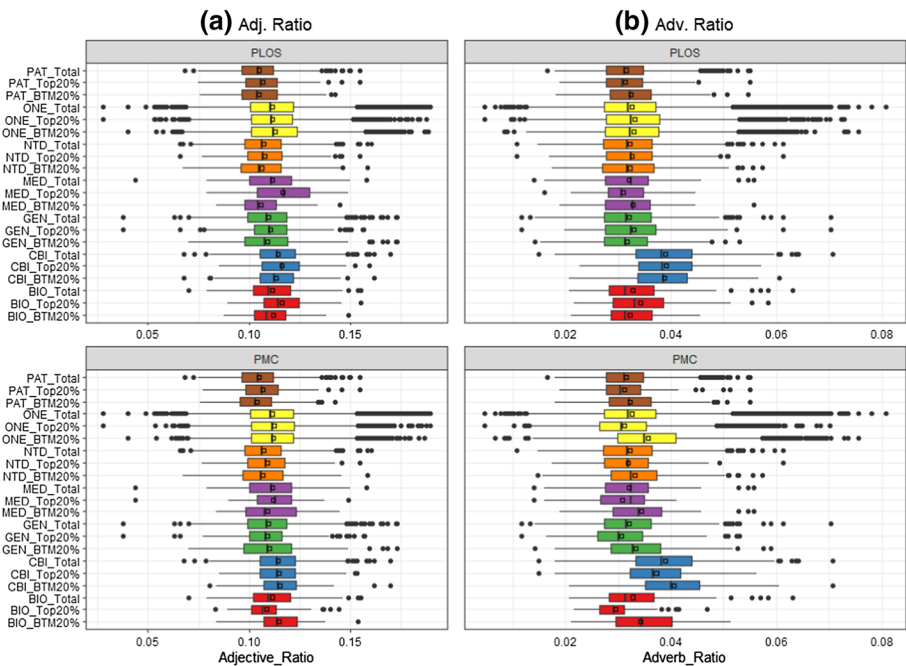 (a) Adj. Ratio
(b) Adv. Ratio
PLOS
PLOS
PAT_Total
PAT_Top20%
PAT_BTM20%
ONE_Total
ONE_Top20%
ONE_BTM20%
NTD_Total
NTD_Top20%
NTD_BTM20%
MED_Total
MED_Top20%
MED_BTM20%
GEN_Total
GEN_Top20%
GEN_BTM20%
CBI_Total
CBI_Top20%
CBI_BTM20%
BIO_Total
BIO_Top20%
BIO_BTM20%
0.05 0.10 0.15
0.02 0.04 0.06 0.08
PMC
PMC
PAT_Total
PAT_Top20%
PAT_BTM20%
ONE_Total
ONE_Top20%
ONE_BTM20%
NTD_Total
NTD_Top20%
NTD_BTM20%
MED_Total
MED_Top20%
MED_BTM20%
GEN_Total
GEN_Top20%
GEN_BTM20%
CBI_Total
CBI_Top20%
CBI_BTM20%
BIO_Total
BIO_Top20%
BIO_BTM20%
0.05 0.10 0.15
0.02 0.04 0.06 0.08
Adjective_Ratio
Adverb_Ratio